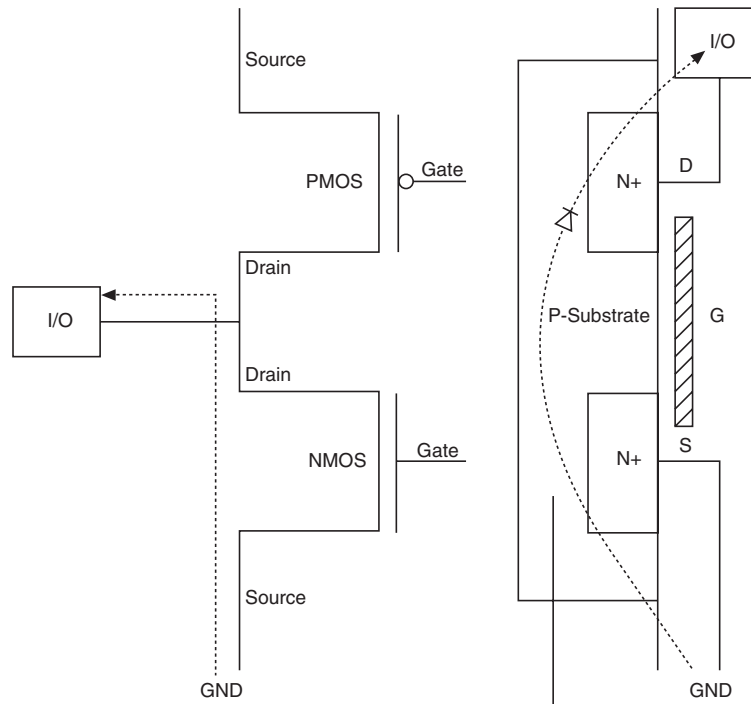 Source
PMOS
Gate
Drain
I/O
Drain
NMOS
Gate
Source
GND
I/O
N+
D
P-Substrate
G
N+
S
GND